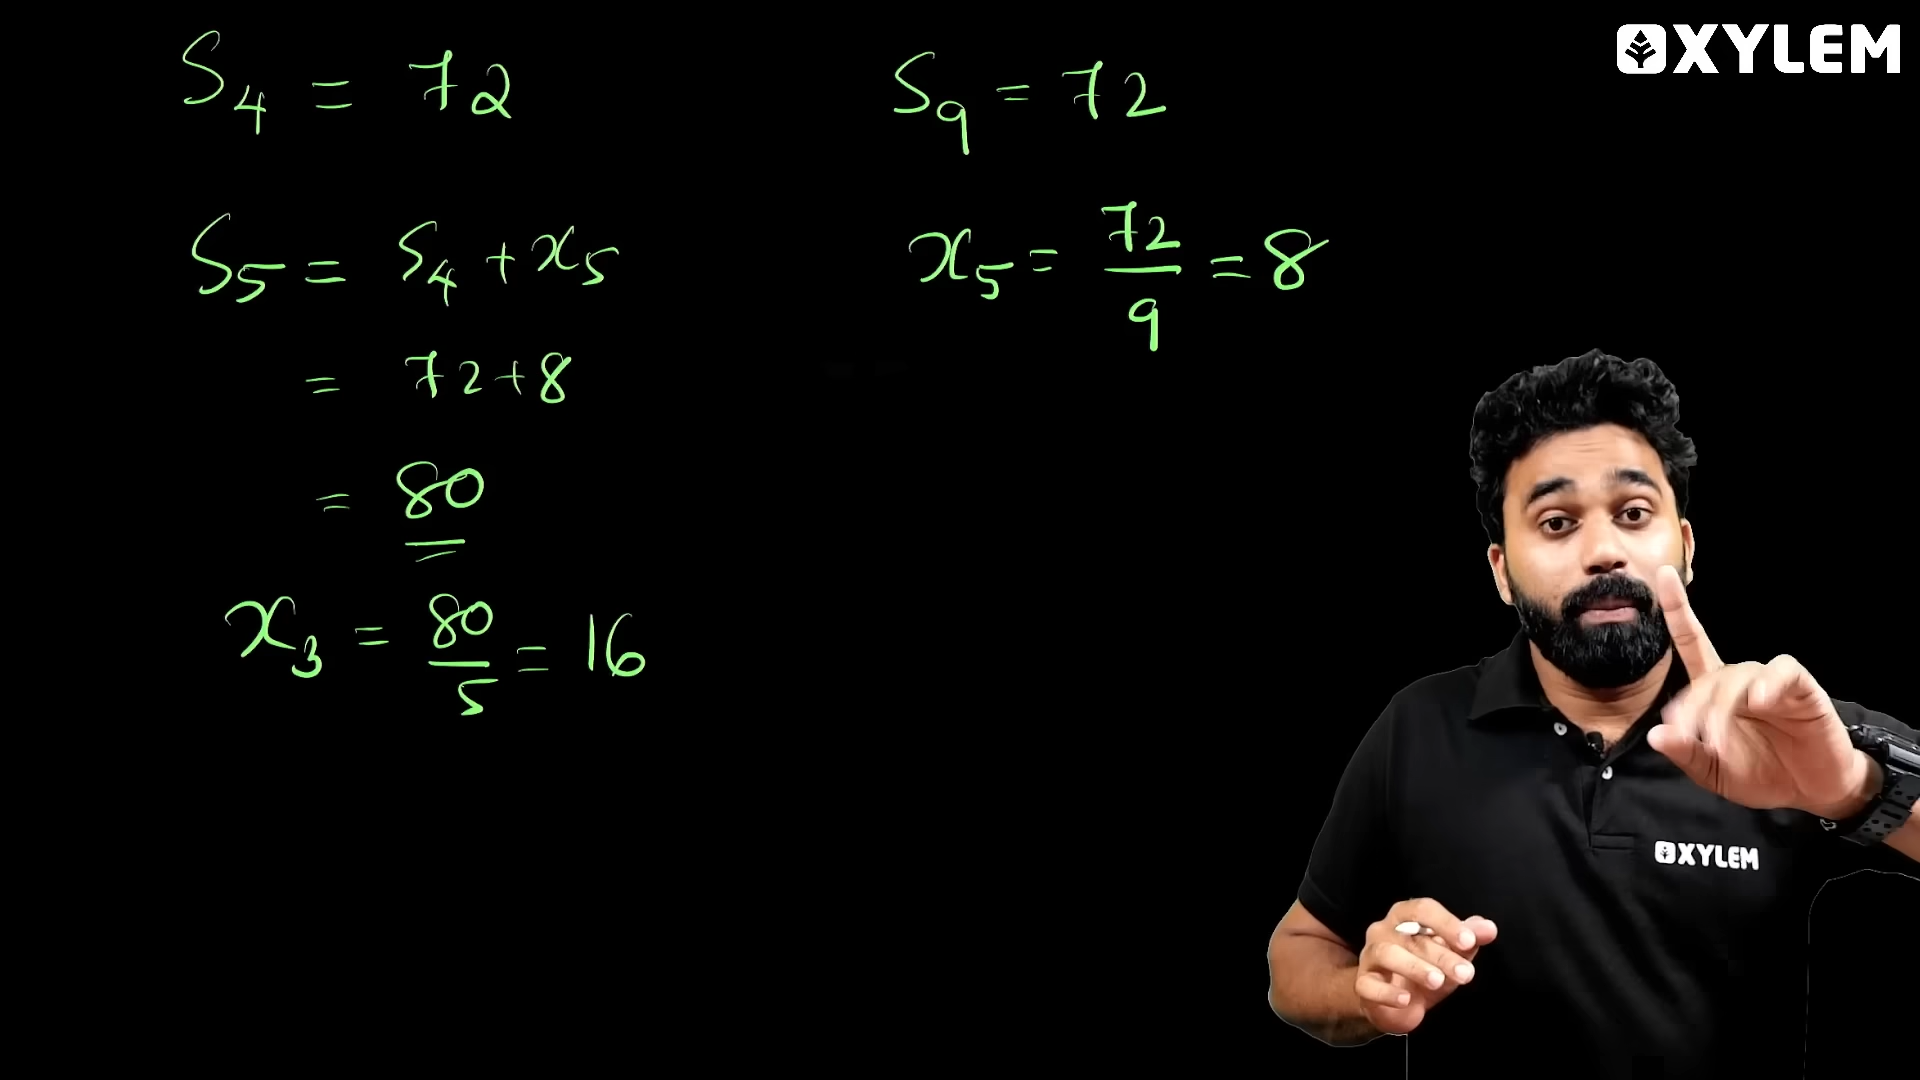 S₄ = 72
S₅ = S₄ + x₅
= 72+8
= 80
x₃ = 80/5 = 16
S₉ = 72
x₅ = 72/9 = 8
XYLEM
XYLEM